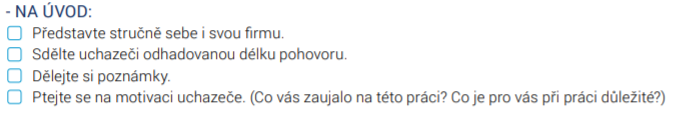 - NA ÚVOD:
Představte stručně sebe i svou firmu.
Sdělte uchazeči odhadovanou délku pohovoru.
Dělejte si poznámky.
Ptejte se na motivaci uchazeče. (Co vás zaujalo na této práci? Co je pro vás při práci důležité?)